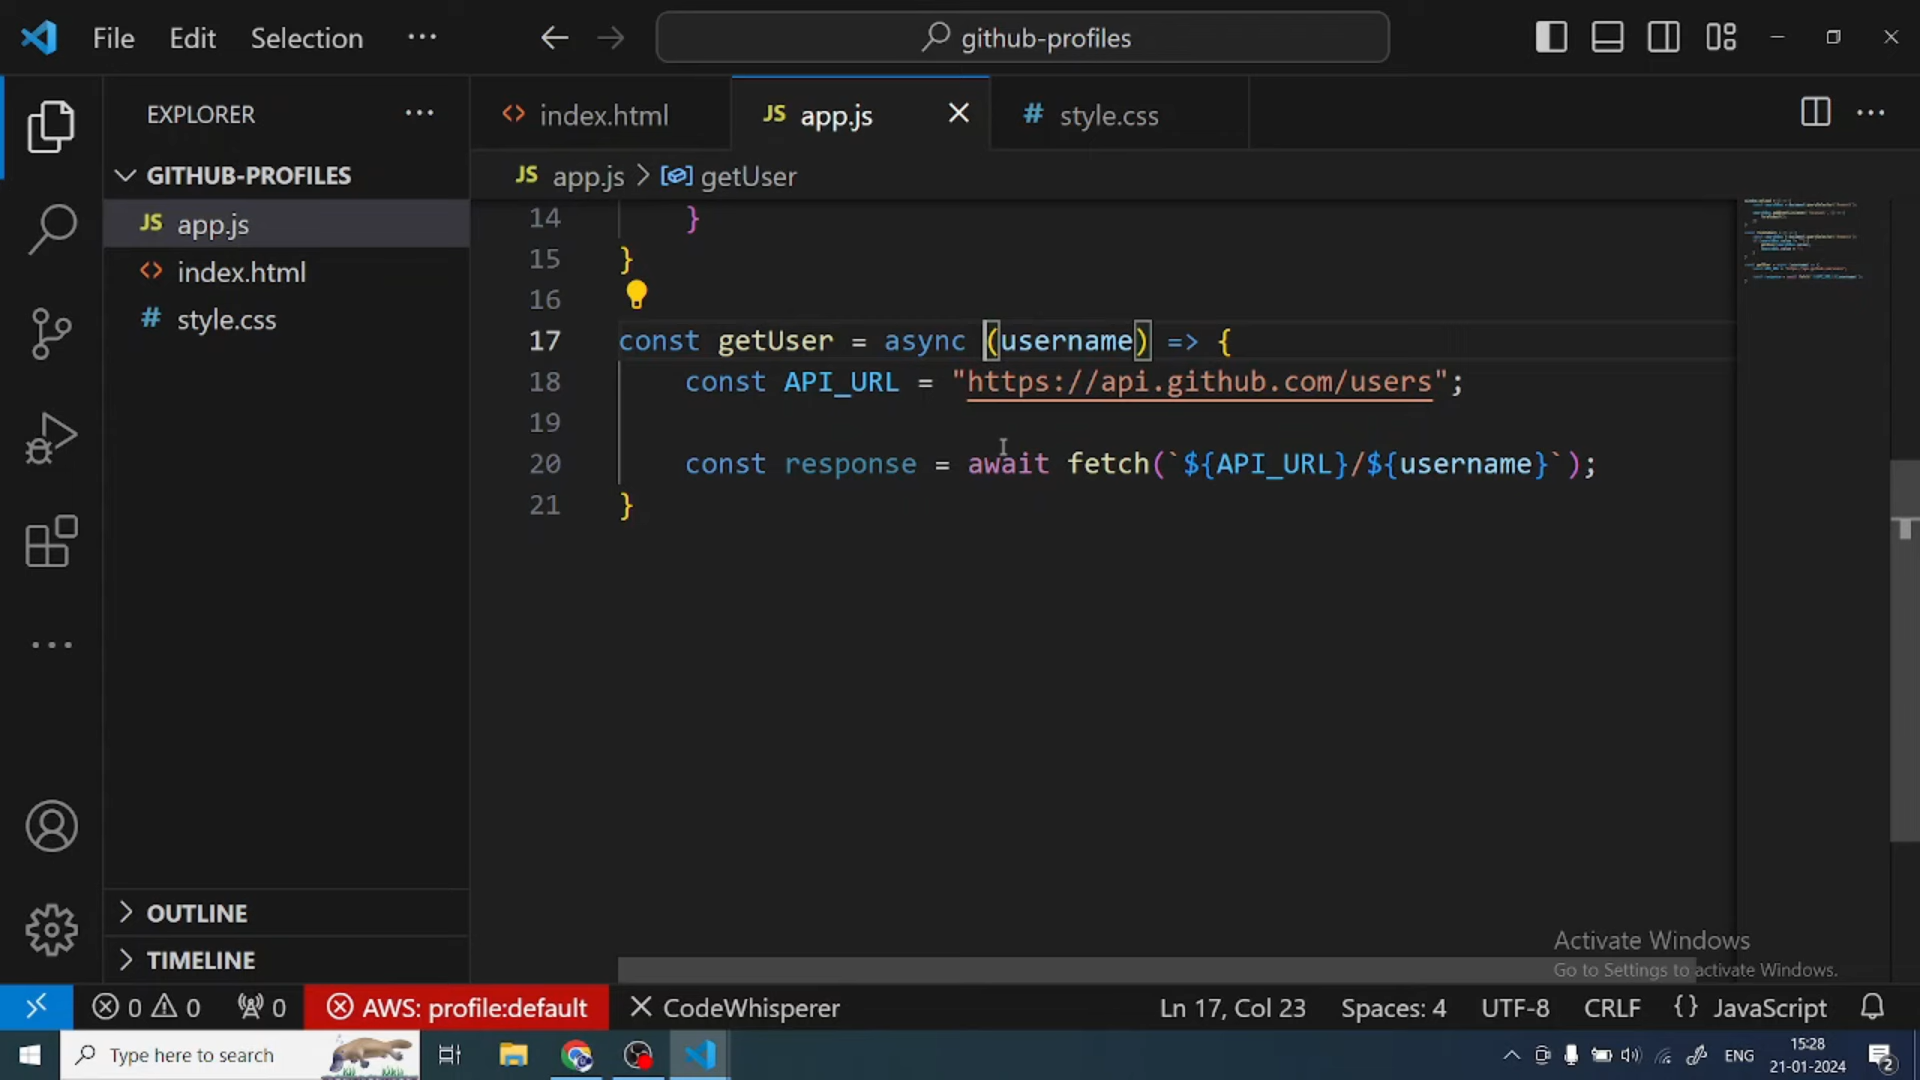 File Edit Selection ···
github-profiles
EXPLORER ···
index.html
JS app.js
# style.css
GITHUB-PROFILES
JS app.js > getUser
JS app.js
index.html
# style.css
14 }
15 }
16
17 const getUser = async (username) => {
18 const API_URL = "https://api.github.com/users";
19
20 const response = await fetch(`${API_URL}/${username}`);
21 }
OUTLINE
TIMELINE
Activate Windows
Go to Settings to activate Windows.
0 0 0 AWS: profile:default CodeWhisperer Ln 17, Col 23 Spaces: 4 UTF-8 CRLF {} JavaScript
Type here to search
ENG
15:28
21-01-2024
2